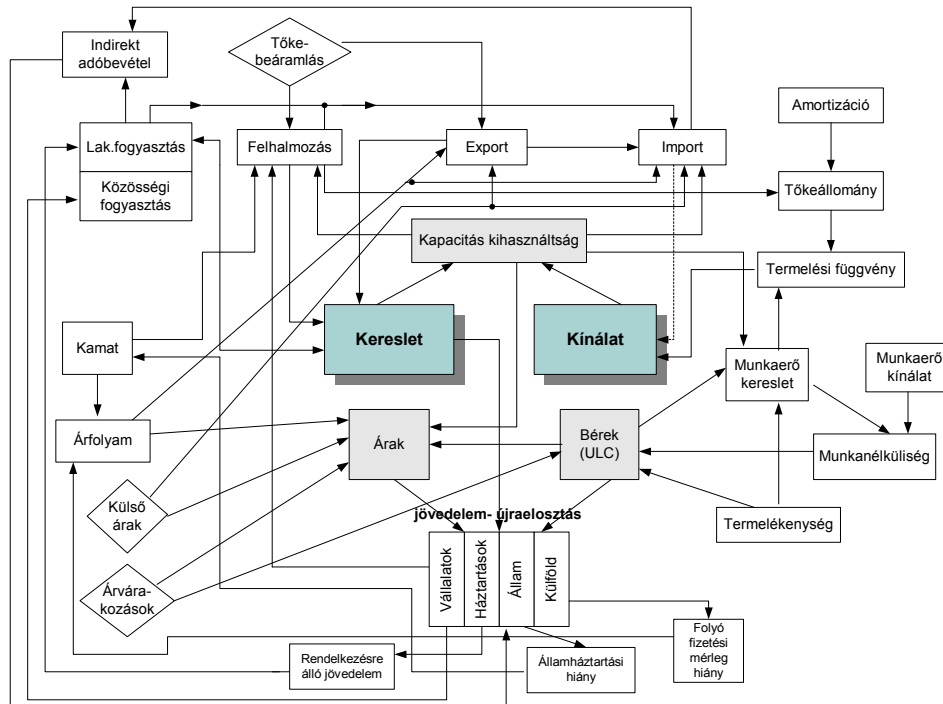 Indirekt
adóbevétel
Tőke-
beáramlás
Amortizáció
Lak.fogyasztás
Felhalmozás
Export
Import
Közösségi
fogyasztás
Tőkeállomány
Kapacitás kihasználtság
Termelési függvény
Kamat
Kereslet
Kínálat
Munkaerő
kereslet
Munkaerő
kínálat
Árfolyam
Árak
Bérek
(ULC)
Munkanélküliség
Külső
árak
jövedelem- újraelosztás
Termelékenység
Árvára-
kozások
Vállalatok
Háztartások
Állam
Külföld
Rendelkezésre
álló jövedelem
Államháztartási
hiány
Folyó
fizetési
mérleg
hiány